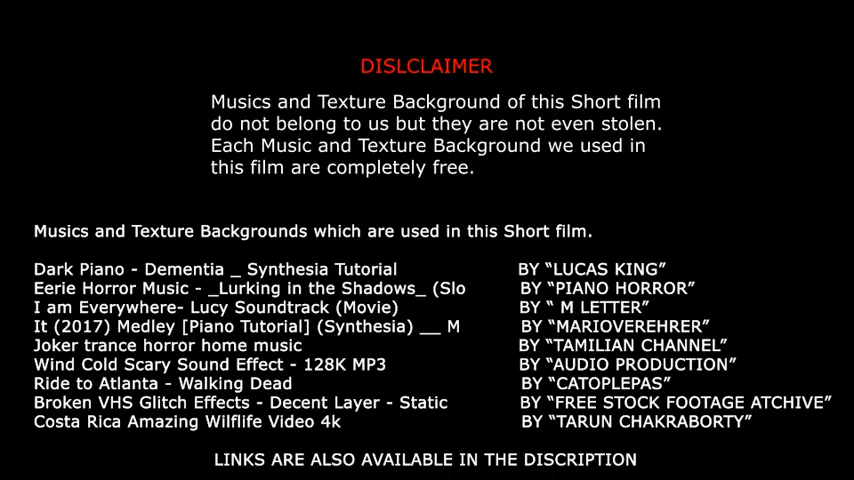 DISLCLAIMER
Musics and Texture Background of this Short film
do not belong to us but they are not even stolen.
Each Music and Texture Background we used in
this film are completely free.
Musics and Texture Backgrounds which are used in this Short film.
Dark Piano - Dementia _ Synthesia Tutorial BY “LUCAS KING”
Eerie Horror Music - _Lurking in the Shadows_ (Slo BY “PIANO HORROR”
I am Everywhere- Lucy Soundtrack (Movie) BY “ M LETTER”
It (2017) Medley [Piano Tutorial] (Synthesia) __ M BY “MARIOVEREHRER”
Joker trance horror home music BY “TAMILIAN CHANNEL”
Wind Cold Scary Sound Effect - 128K MP3 BY “AUDIO PRODUCTION”
Ride to Atlanta - Walking Dead BY “CATOPLEPAS”
Broken VHS Glitch Effects - Decent Layer - Static BY “FREE STOCK FOOTAGE ATCHIVE”
Costa Rica Amazing Wilflife Video 4k BY “TARUN CHAKRABORTY”
LINKS ARE ALSO AVAILABLE IN THE DISCRIPTION